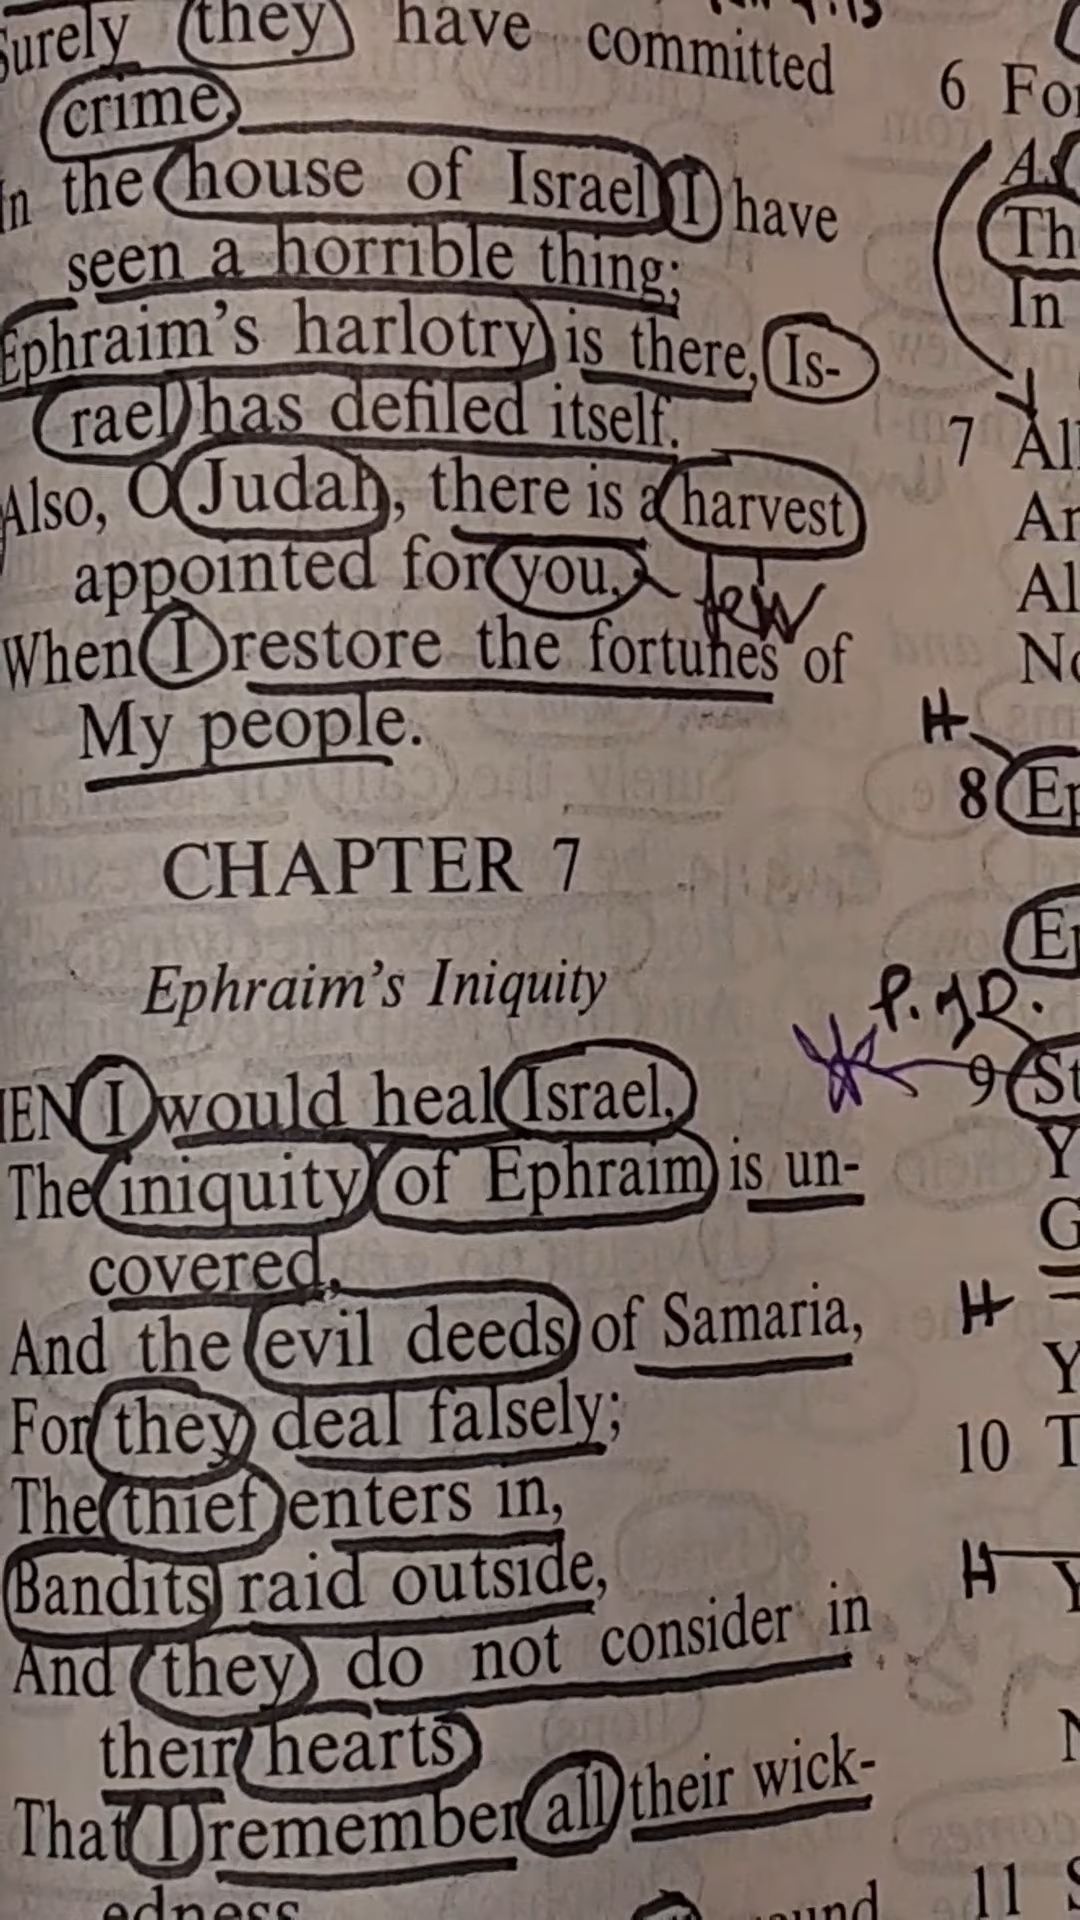 Surely they have committed
crime.
In the house of Israel I have
seen a horrible thing;
Ephraim's harlotry is there, Is-
rael has defiled itself.
Also, O Judah, there is a harvest
appointed for you,
few
When I restore the fortunes of
My people.
CHAPTER 7
Ephraim's Iniquity
I would heal Israel,
The iniquity of Ephraim is un-
covered,
And the evil deeds of Samaria,
For they deal falsely;
The thief enters in,
Bandits raid outside,
And they do not consider in
their hearts
That I remember all their wick-
edness
6
In
7
H
8
9
H
10
H
11